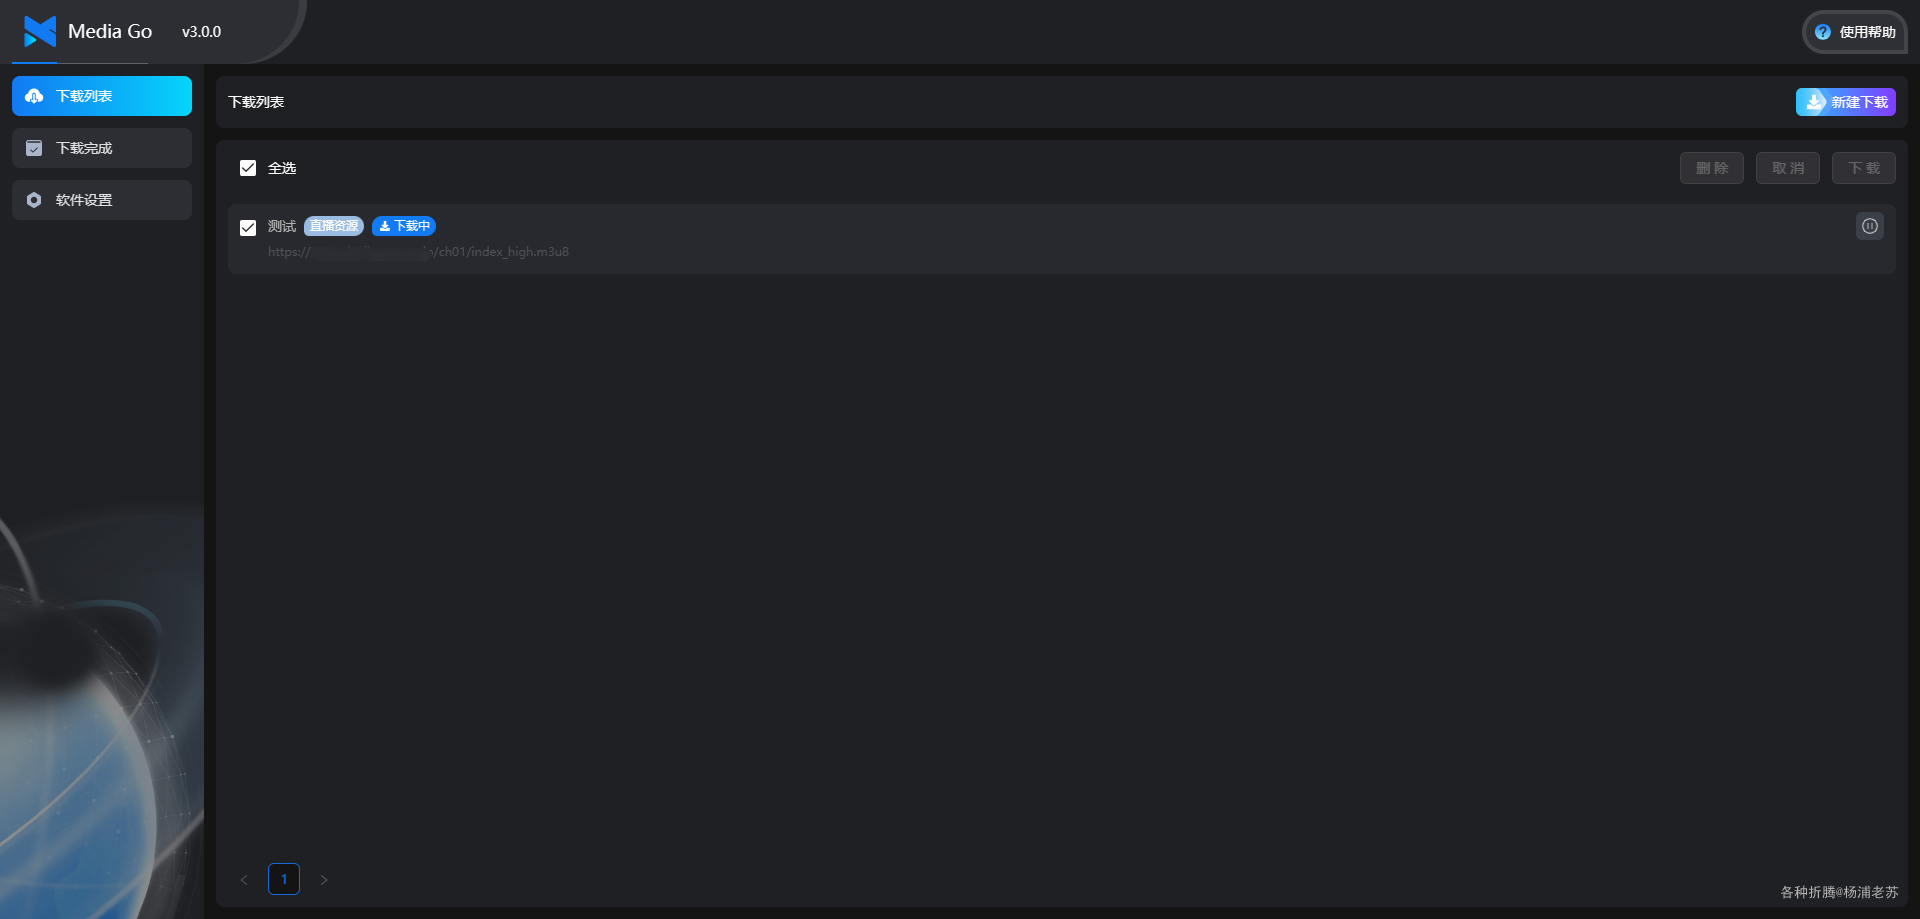 Media Go v3.0.0
使用帮助
下载列表
下载完成
软件设置
下载列表
新建下载
全选
删 除
取 消
下 载
测试 直播资源 下载中
https:// /ch01/index_high.m3u8
1
各种折腾@杨浦老苏